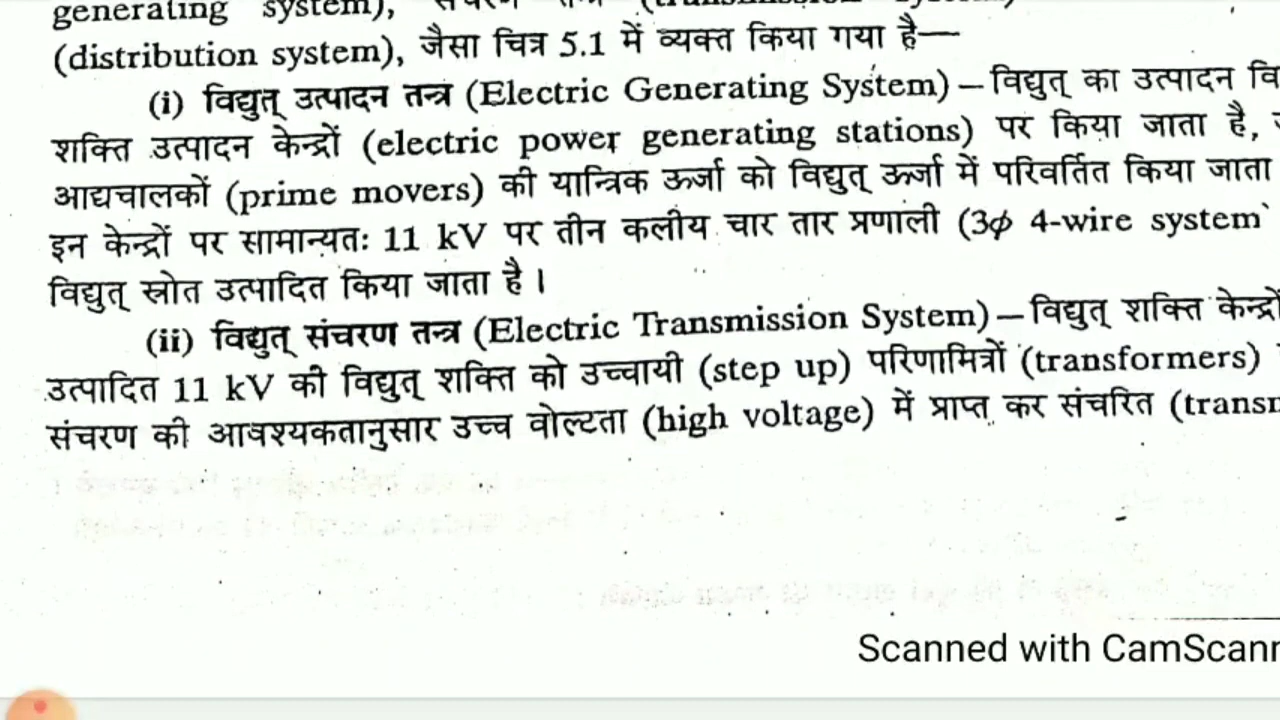 generating system),
(distribution system), जैसा चित्र 5.1 में व्यक्त किया गया है—
(i) विद्युत् उत्पादन तन्त्र (Electric Generating System) – विद्युत् का उत्पादन वि
शक्ति उत्पादन केन्द्रों (electric power generating stations) पर किया जाता है,
आद्यचालकों (prime movers) की यान्त्रिक ऊर्जा को विद्युत् ऊर्जा में परिवर्तित किया जाता
इन केन्द्रों पर सामान्यतः 11 kV पर तीन कलीय चार तार प्रणाली (3ϕ 4-wire system
विद्युत् स्रोत उत्पादित किया जाता है।
(ii) विद्युत् संचरण तन्त्र (Electric Transmission System) – विद्युत् शक्ति केन्द्रों
उत्पादित 11 kV की विद्युत् शक्ति को उच्चायी (step up) परिणामित्रों (transformers)
संचरण की आवश्यकतानुसार उच्च वोल्टता (high voltage) में प्राप्त कर संचरित (transm
Scanned with CamScann